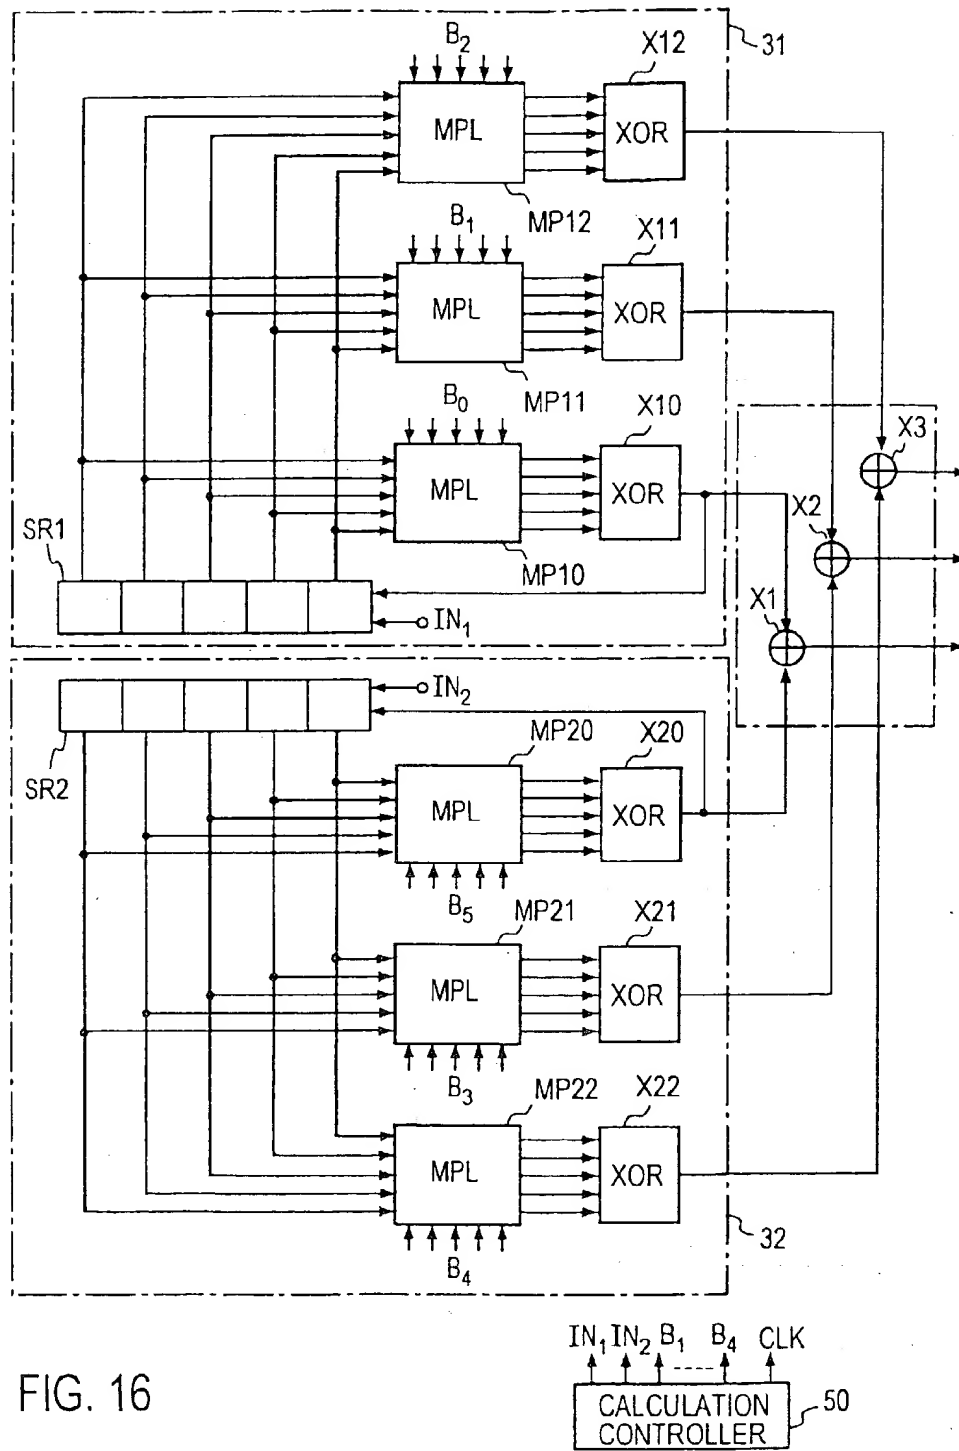 B2
X12
31
MPL
XOR
MP12
B1
X11
MPL
XOR
MP11
B0
X10
X3
MPL
XOR
X2
SR1
MP10
X1
IN1
IN2
MP20
X20
SR2
MPL
XOR
B5
MP21
X21
MPL
XOR
B3
MP22
X22
MPL
XOR
32
B4
IN1 IN2 B1 ----- B4 CLK
FIG. 16
CALCULATION
CONTROLLER
50